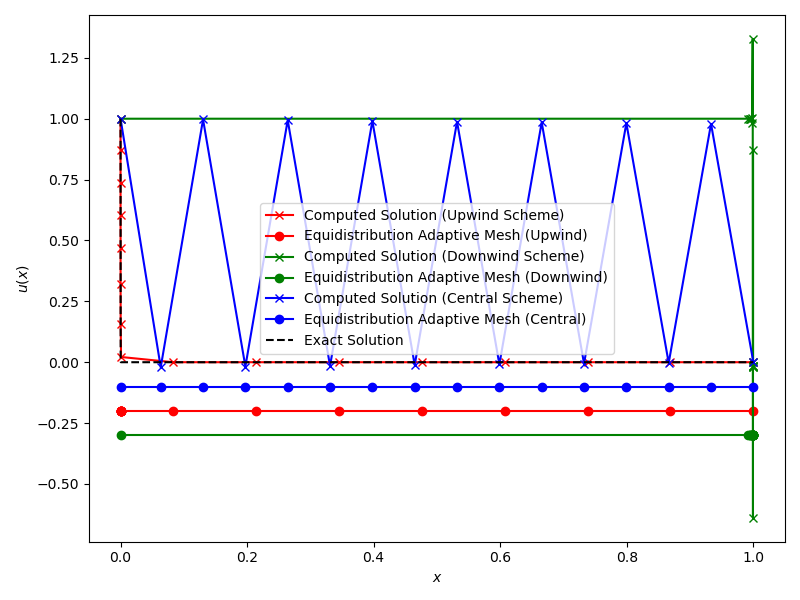 1.25
1.00
0.75
0.50
0.25
0.00
−0.25
−0.50
u(x)
Computed Solution (Upwind Scheme)
Equidistribution Adaptive Mesh (Upwind)
Computed Solution (Downwind Scheme)
Equidistribution Adaptive Mesh (Downwind)
Computed Solution (Central Scheme)
Equidistribution Adaptive Mesh (Central)
Exact Solution
0.0 0.2 0.4 0.6 0.8 1.0
x